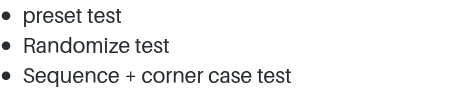 • preset test
• Randomize test
• Sequence + corner case test